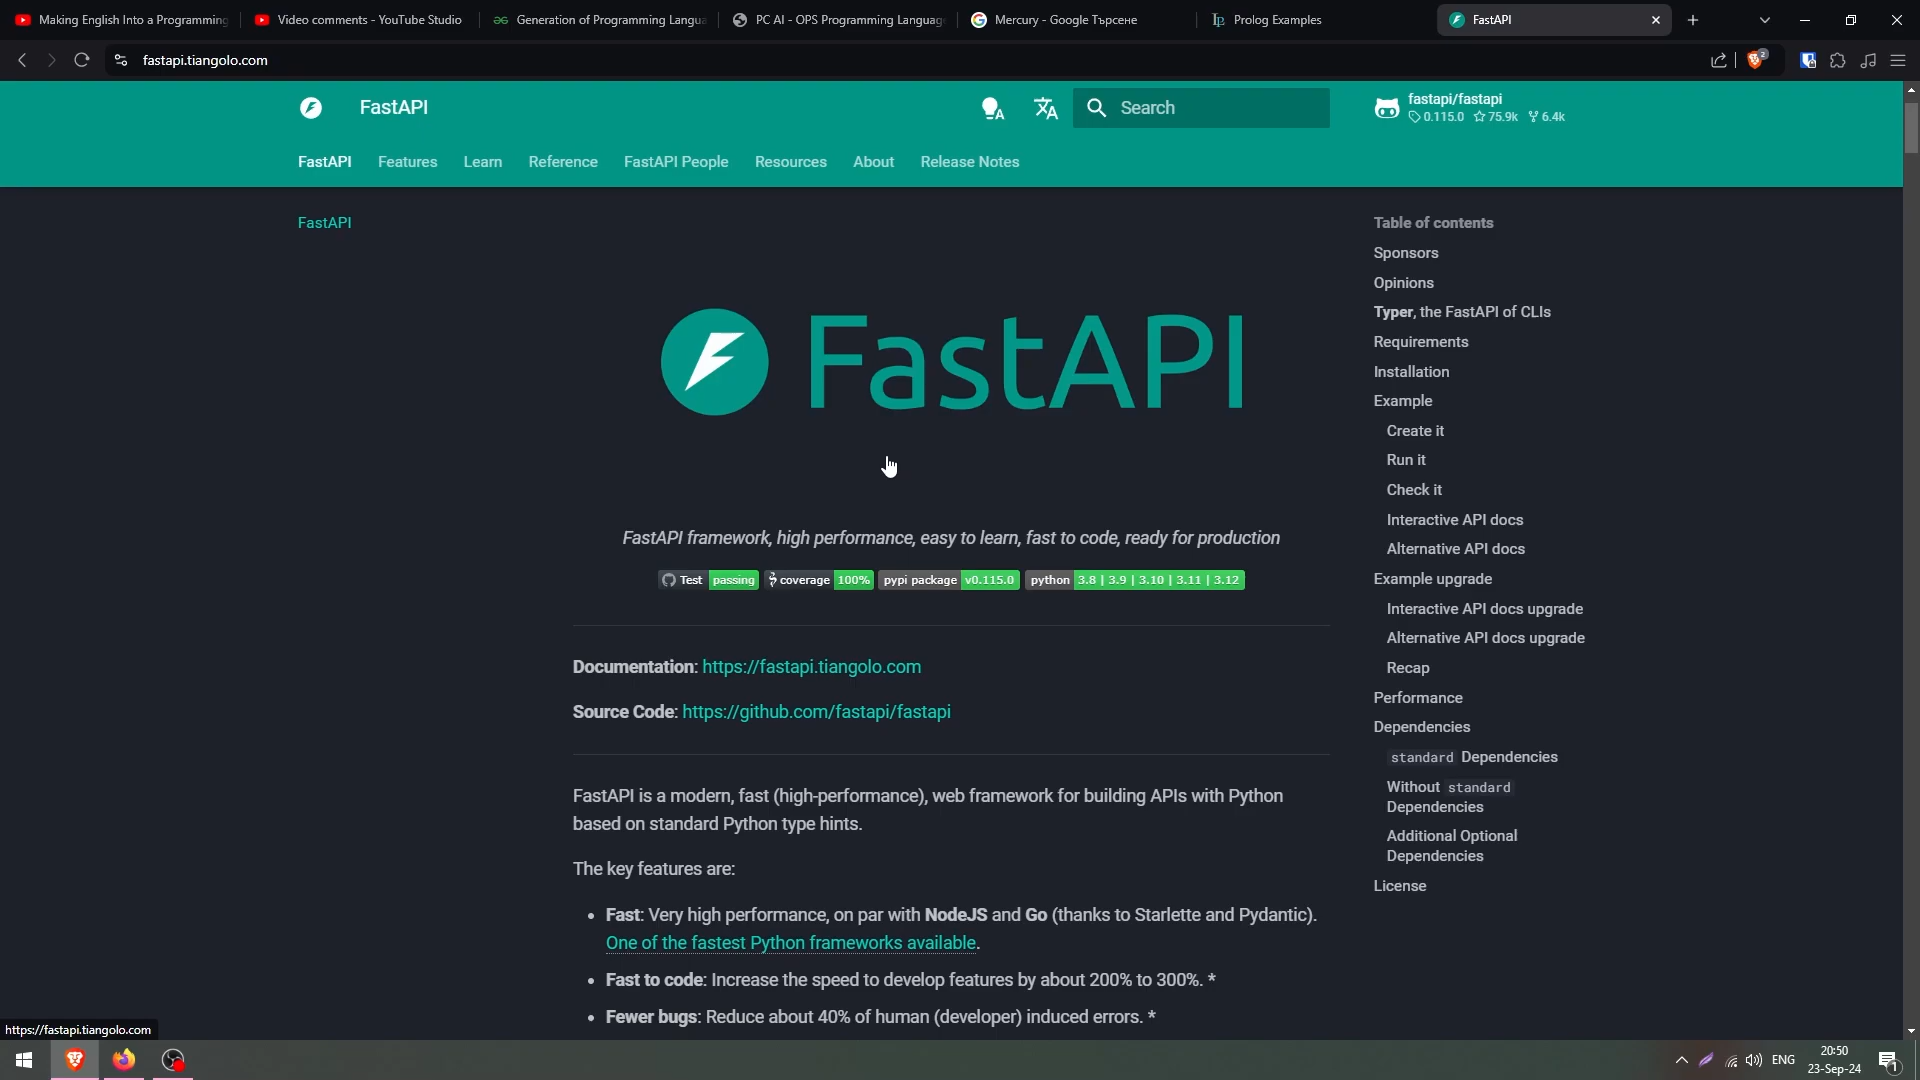 Making English Into a Programming
Video comments - YouTube Studio
Generation of Programming Langua
PC AI - OPS Programming Language
Mercury - Google Търсене
Prolog Examples
FastAPI
fastapi.tiangolo.com
2
FastAPI
Search
fastapi/fastapi
0.115.0 75.9k 6.4k
FastAPI Features Learn Reference FastAPI People Resources About Release Notes
FastAPI
FastAPI
FastAPI framework, high performance, easy to learn, fast to code, ready for production
Test passing coverage 100% pypi package v0.115.0 python 3.8 | 3.9 | 3.10 | 3.11 | 3.12
Documentation: https://fastapi.tiangolo.com
Source Code: https://github.com/fastapi/fastapi
FastAPI is a modern, fast (high-performance), web framework for building APIs with Python
based on standard Python type hints.
The key features are:
• Fast: Very high performance, on par with NodeJS and Go (thanks to Starlette and Pydantic).
One of the fastest Python frameworks available.
• Fast to code: Increase the speed to develop features by about 200% to 300%. *
• Fewer bugs: Reduce about 40% of human (developer) induced errors. *
Table of contents
Sponsors
Opinions
Typer, the FastAPI of CLIs
Requirements
Installation
Example
Create it
Run it
Check it
Interactive API docs
Alternative API docs
Example upgrade
Interactive API docs upgrade
Alternative API docs upgrade
Recap
Performance
Dependencies
standard Dependencies
Without standard
Dependencies
Additional Optional
Dependencies
License
https://fastapi.tiangolo.com
ENG
20:50
23-Sep-24
1